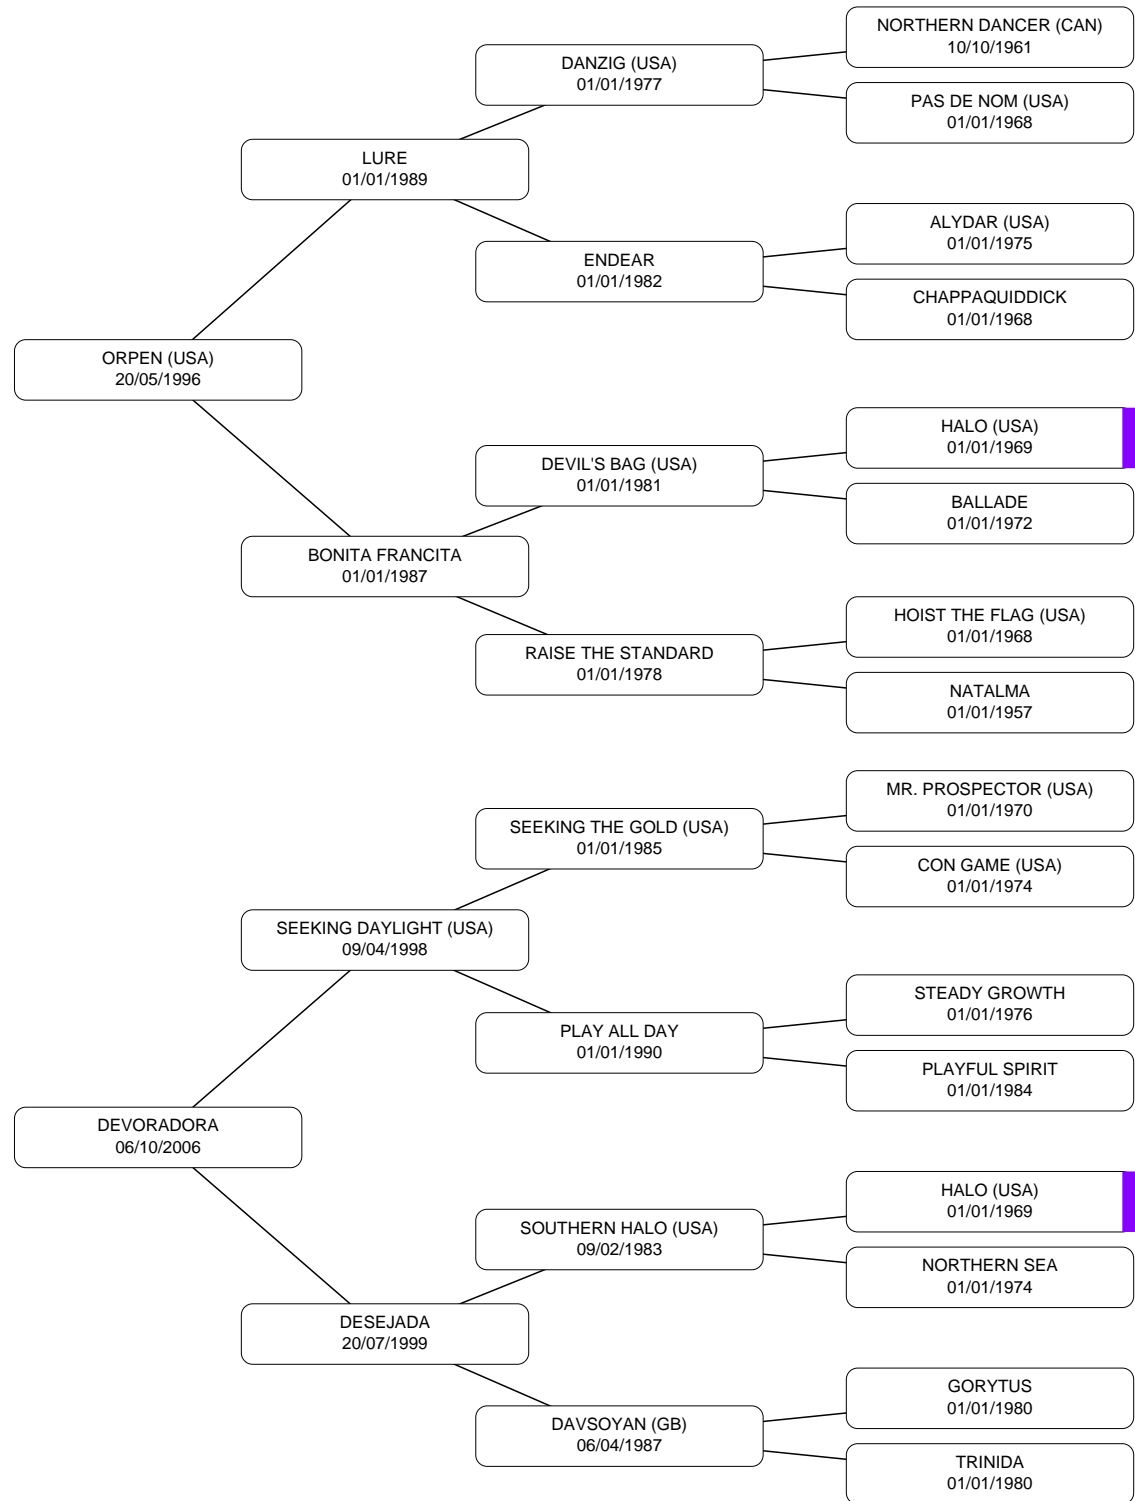 NORTHERN DANCER (CAN)
10/10/1961
DANZIG (USA)
01/01/1977
PAS DE NOM (USA)
01/01/1968
LURE
01/01/1989
ALYDAR (USA)
01/01/1975
ENDEAR
01/01/1982
CHAPPAQUIDDICK
01/01/1968
ORPEN (USA)
20/05/1996
HALO (USA)
01/01/1969
DEVIL'S BAG (USA)
01/01/1981
BALLADE
01/01/1972
BONITA FRANCITA
01/01/1987
HOIST THE FLAG (USA)
01/01/1968
RAISE THE STANDARD
01/01/1978
NATALMA
01/01/1957
MR. PROSPECTOR (USA)
01/01/1970
SEEKING THE GOLD (USA)
01/01/1985
CON GAME (USA)
01/01/1974
SEEKING DAYLIGHT (USA)
09/04/1998
STEADY GROWTH
01/01/1976
PLAY ALL DAY
01/01/1990
PLAYFUL SPIRIT
01/01/1984
DEVORADORA
06/10/2006
HALO (USA)
01/01/1969
SOUTHERN HALO (USA)
09/02/1983
NORTHERN SEA
01/01/1974
DESEJADA
20/07/1999
GORYTUS
01/01/1980
DAVSOYAN (GB)
06/04/1987
TRINIDA
01/01/1980